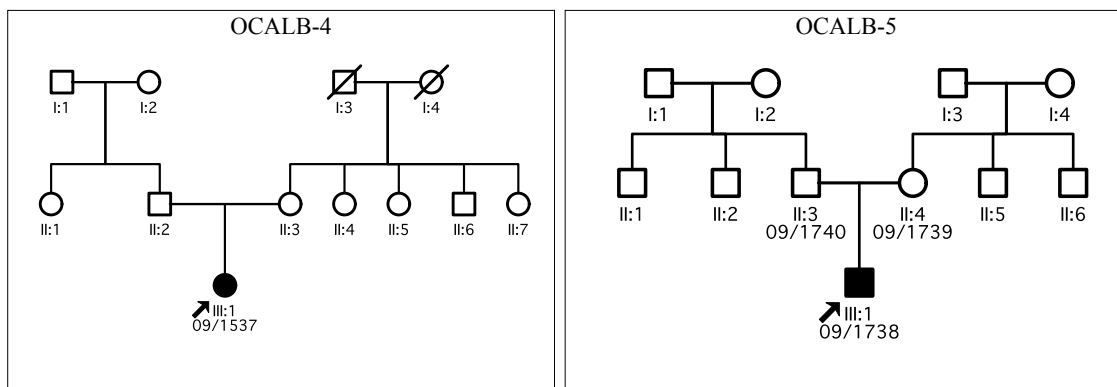 OCALB-4
I:1 I:2 I:3 I:4
II:1 II:2 II:3 II:4 II:5 II:6 II:7
III:1
09/1537
OCALB-5
I:1 I:2 I:3 I:4
II:1 II:2 II:3 II:4 II:5 II:6
09/1740 09/1739
III:1
09/1738